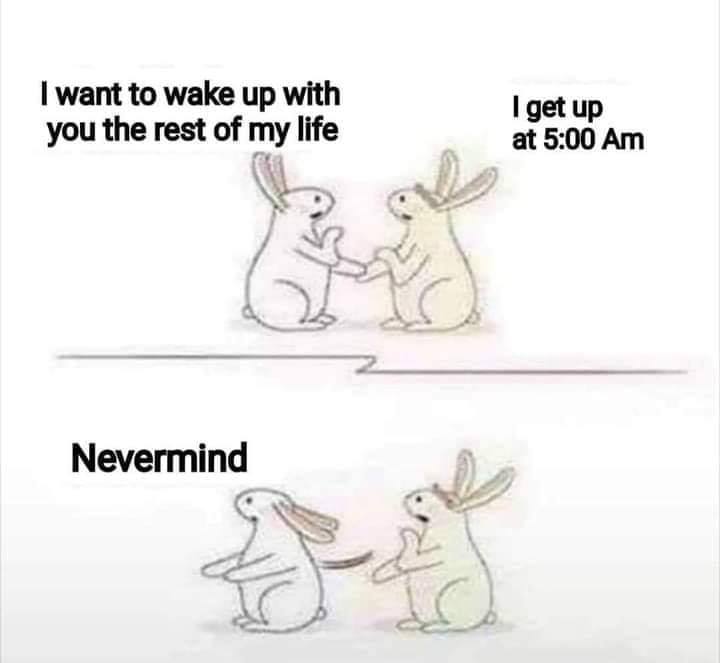 I want to wake up with
you the rest of my life
I get up
at 5:00 Am
Nevermind